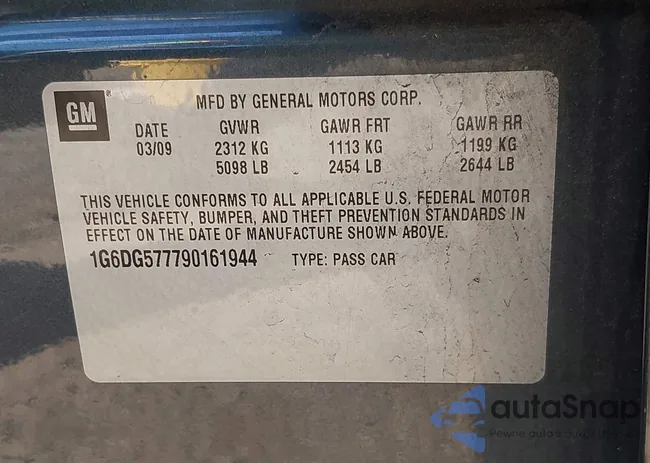 GM
MFD BY GENERAL MOTORS CORP.
DATE GVWR GAWR FRT GAWR RR
03/09 2312 KG 1113 KG 1199 KG
5098 LB 2454 LB 2644 LB
THIS VEHICLE CONFORMS TO ALL APPLICABLE U.S. FEDERAL MOTOR
VEHICLE SAFETY, BUMPER, AND THEFT PREVENTION STANDARDS IN
EFFECT ON THE DATE OF MANUFACTURE SHOWN ABOVE.
1G6DG577790161944 TYPE: PASS CAR
autaSnap
Pewne auta z